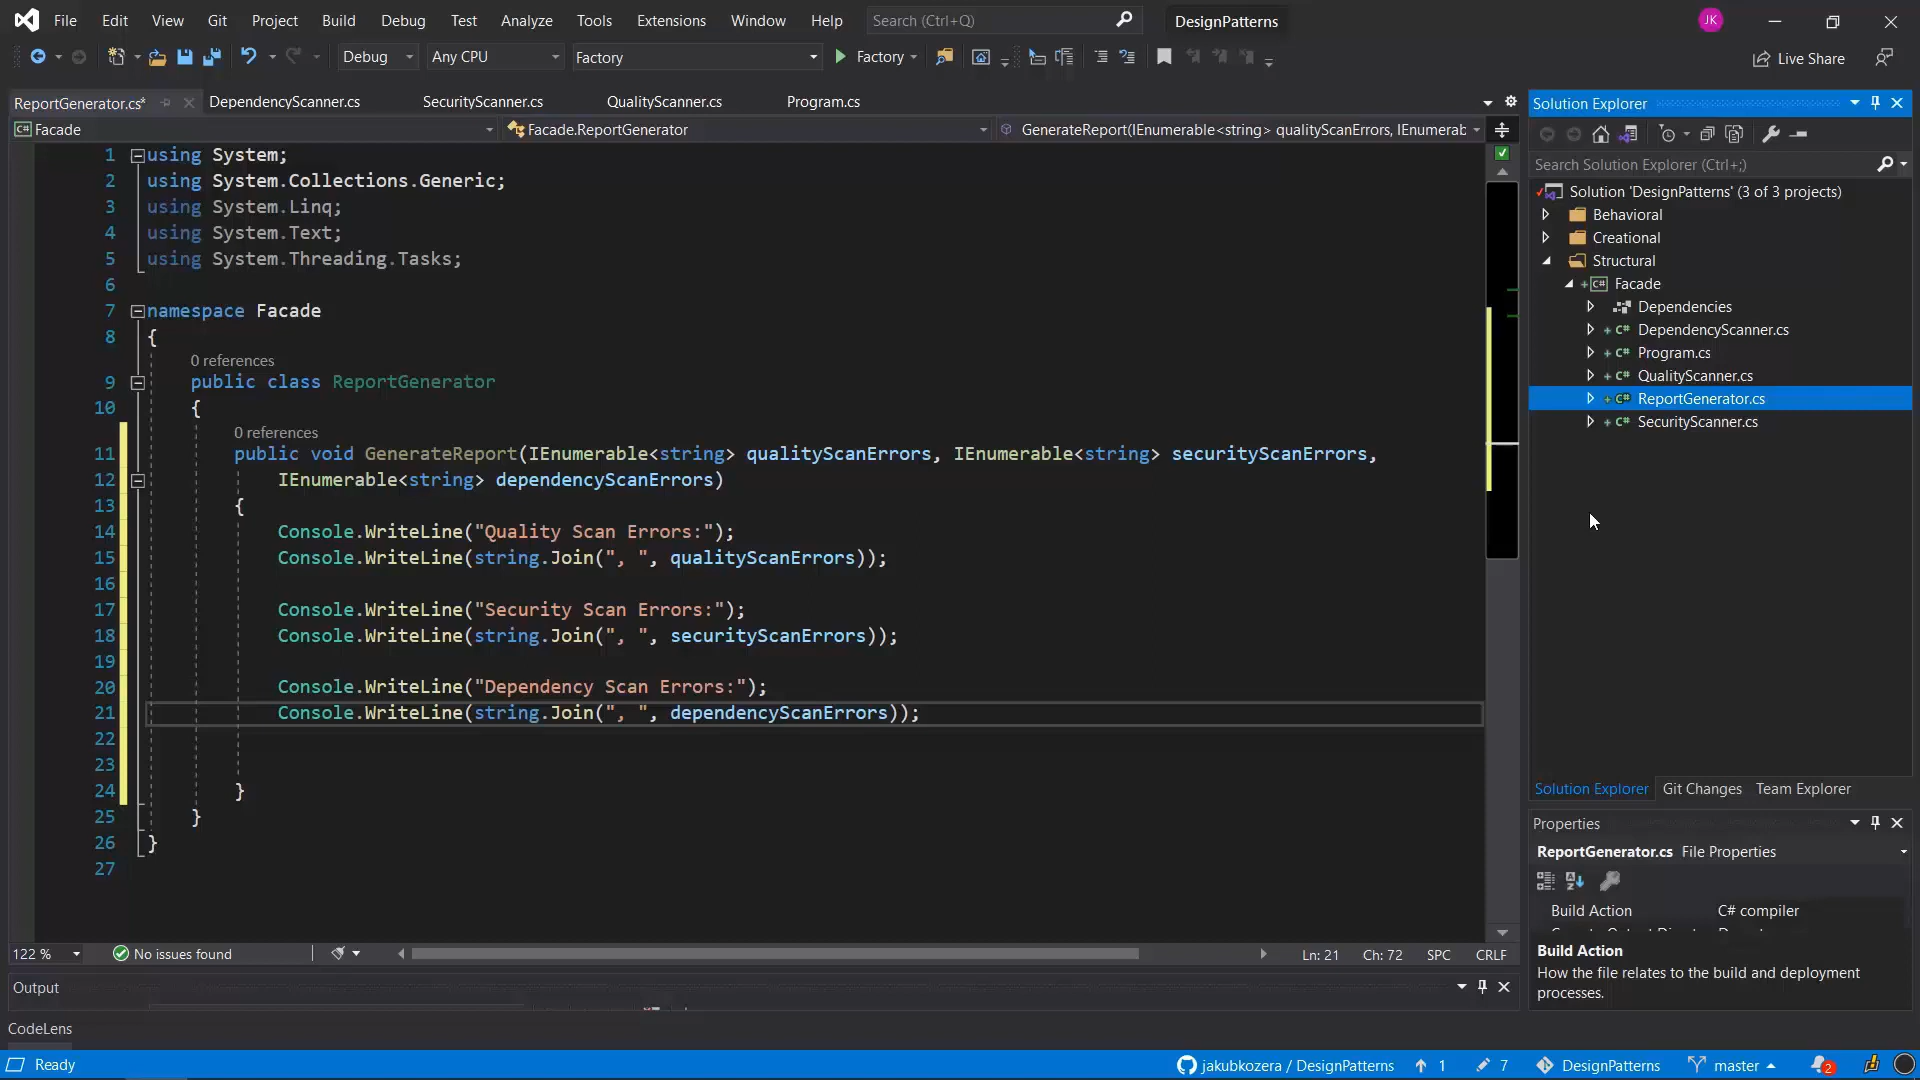 File Edit View Git Project Build Debug Test Analyze Tools Extensions Window Help Search (Ctrl+Q) DesignPatterns JK
Debug Any CPU Factory Factory Live Share
ReportGenerator.cs* DependencyScanner.cs SecurityScanner.cs QualityScanner.cs Program.cs
Facade Facade.ReportGenerator GenerateReport(IEnumerable<string> qualityScanErrors, IEnumerab
1 using System;
2 using System.Collections.Generic;
3 using System.Linq;
4 using System.Text;
5 using System.Threading.Tasks;
6
7 namespace Facade
8 {
0 references
9 public class ReportGenerator
10 {
0 references
11 public void GenerateReport(IEnumerable<string> qualityScanErrors, IEnumerable<string> securityScanErrors,
12 IEnumerable<string> dependencyScanErrors)
13 {
14 Console.WriteLine("Quality Scan Errors:");
15 Console.WriteLine(string.Join(", ", qualityScanErrors));
16
17 Console.WriteLine("Security Scan Errors:");
18 Console.WriteLine(string.Join(", ", securityScanErrors));
19
20 Console.WriteLine("Dependency Scan Errors:");
21 Console.WriteLine(string.Join(", ", dependencyScanErrors));
22
23
24 }
25 }
26 }
27
122 % No issues found Ln: 21 Ch: 72 SPC CRLF
Output
CodeLens
Solution Explorer
Search Solution Explorer (Ctrl+;)
Solution 'DesignPatterns' (3 of 3 projects)
Behavioral
Creational
Structural
Facade
Dependencies
DependencyScanner.cs
Program.cs
QualityScanner.cs
ReportGenerator.cs
SecurityScanner.cs
Solution Explorer Git Changes Team Explorer
Properties
ReportGenerator.cs File Properties
Build Action C# compiler
Build Action
How the file relates to the build and deployment
processes.
Ready jakubkozera / DesignPatterns 1 7 DesignPatterns master 2